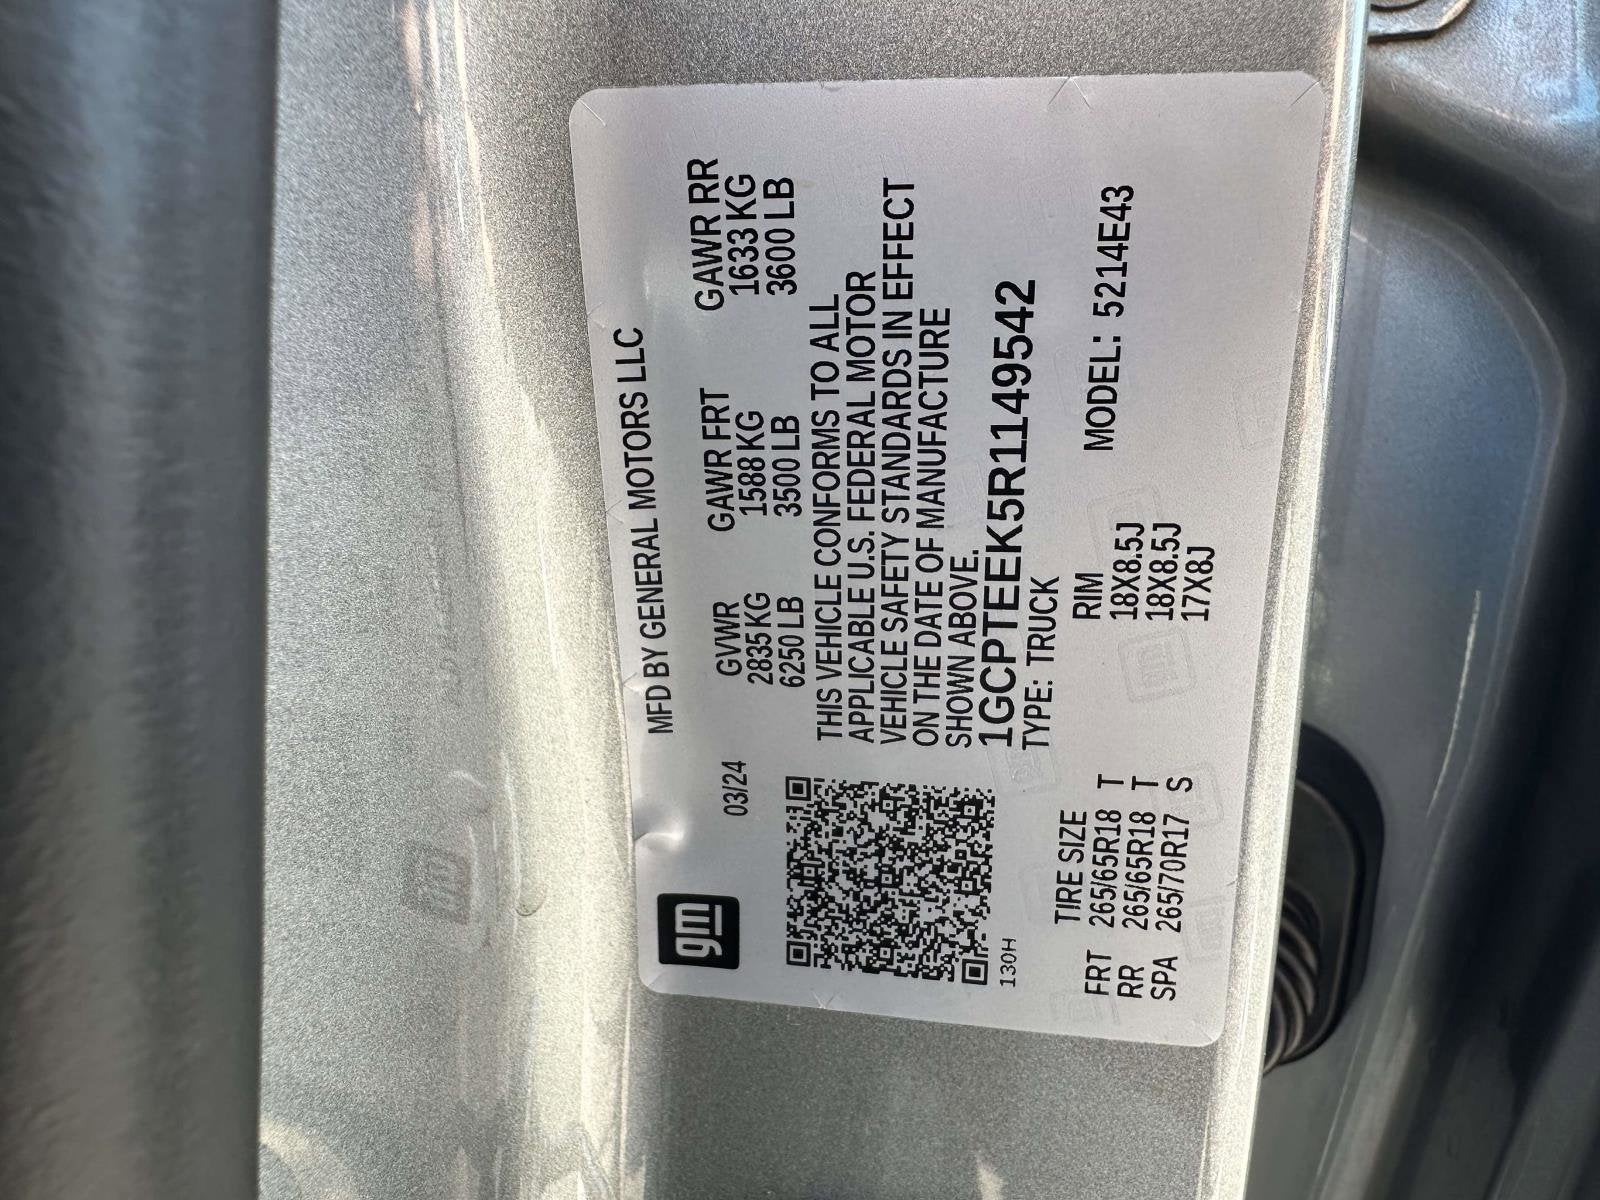 gm
MFD BY GENERAL MOTORS LLC
03/24
GVWR GAWR FRT GAWR RR
2835 KG 1588 KG 1633 KG
6250 LB 3500 LB 3600 LB
THIS VEHICLE CONFORMS TO ALL
APPLICABLE U.S. FEDERAL MOTOR
VEHICLE SAFETY STANDARDS IN EFFECT
ON THE DATE OF MANUFACTURE
SHOWN ABOVE.
1GCPTEEK5R1149542
130H
TYPE: TRUCK
MODEL: 5214E43
TIRE SIZE RIM
FRT 265/65R18 T 18X8.5J
RR 265/65R18 T 18X8.5J
SPA 265/70R17 S 17X8J